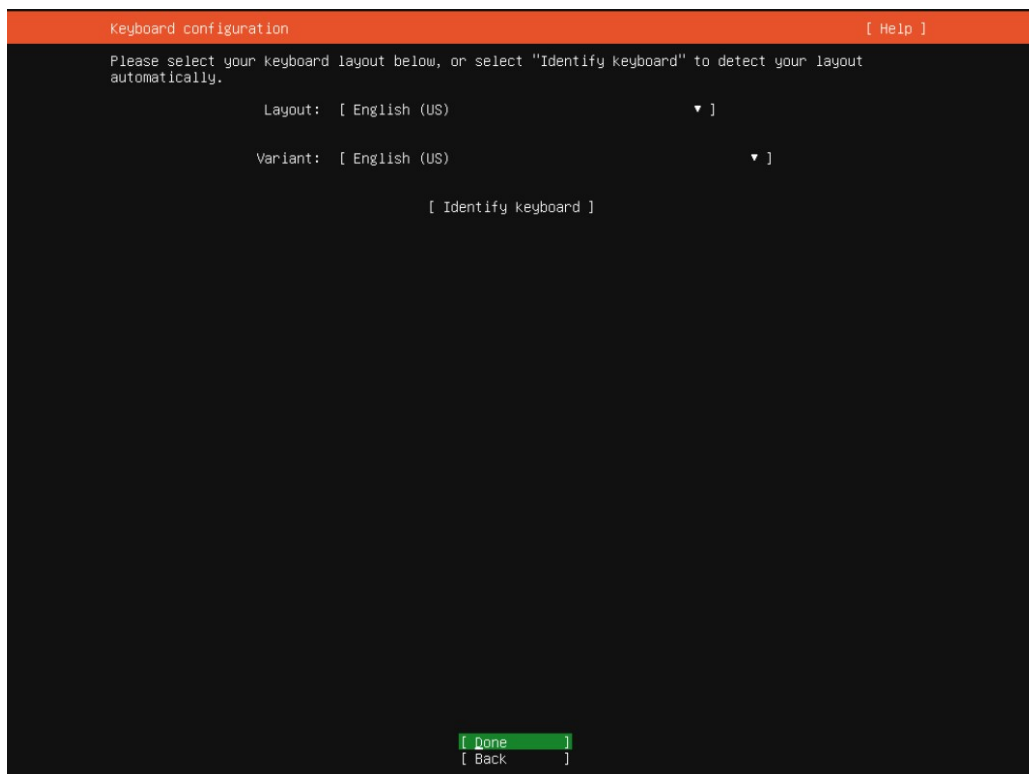 Keyboard configuration [ Help ]
Please select your keyboard layout below, or select "Identify keyboard" to detect your layout
automatically.
Layout: [ English (US) ▾ ]
Variant: [ English (US) ▾ ]
[ Identify keyboard ]
[ Done ]
[ Back ]